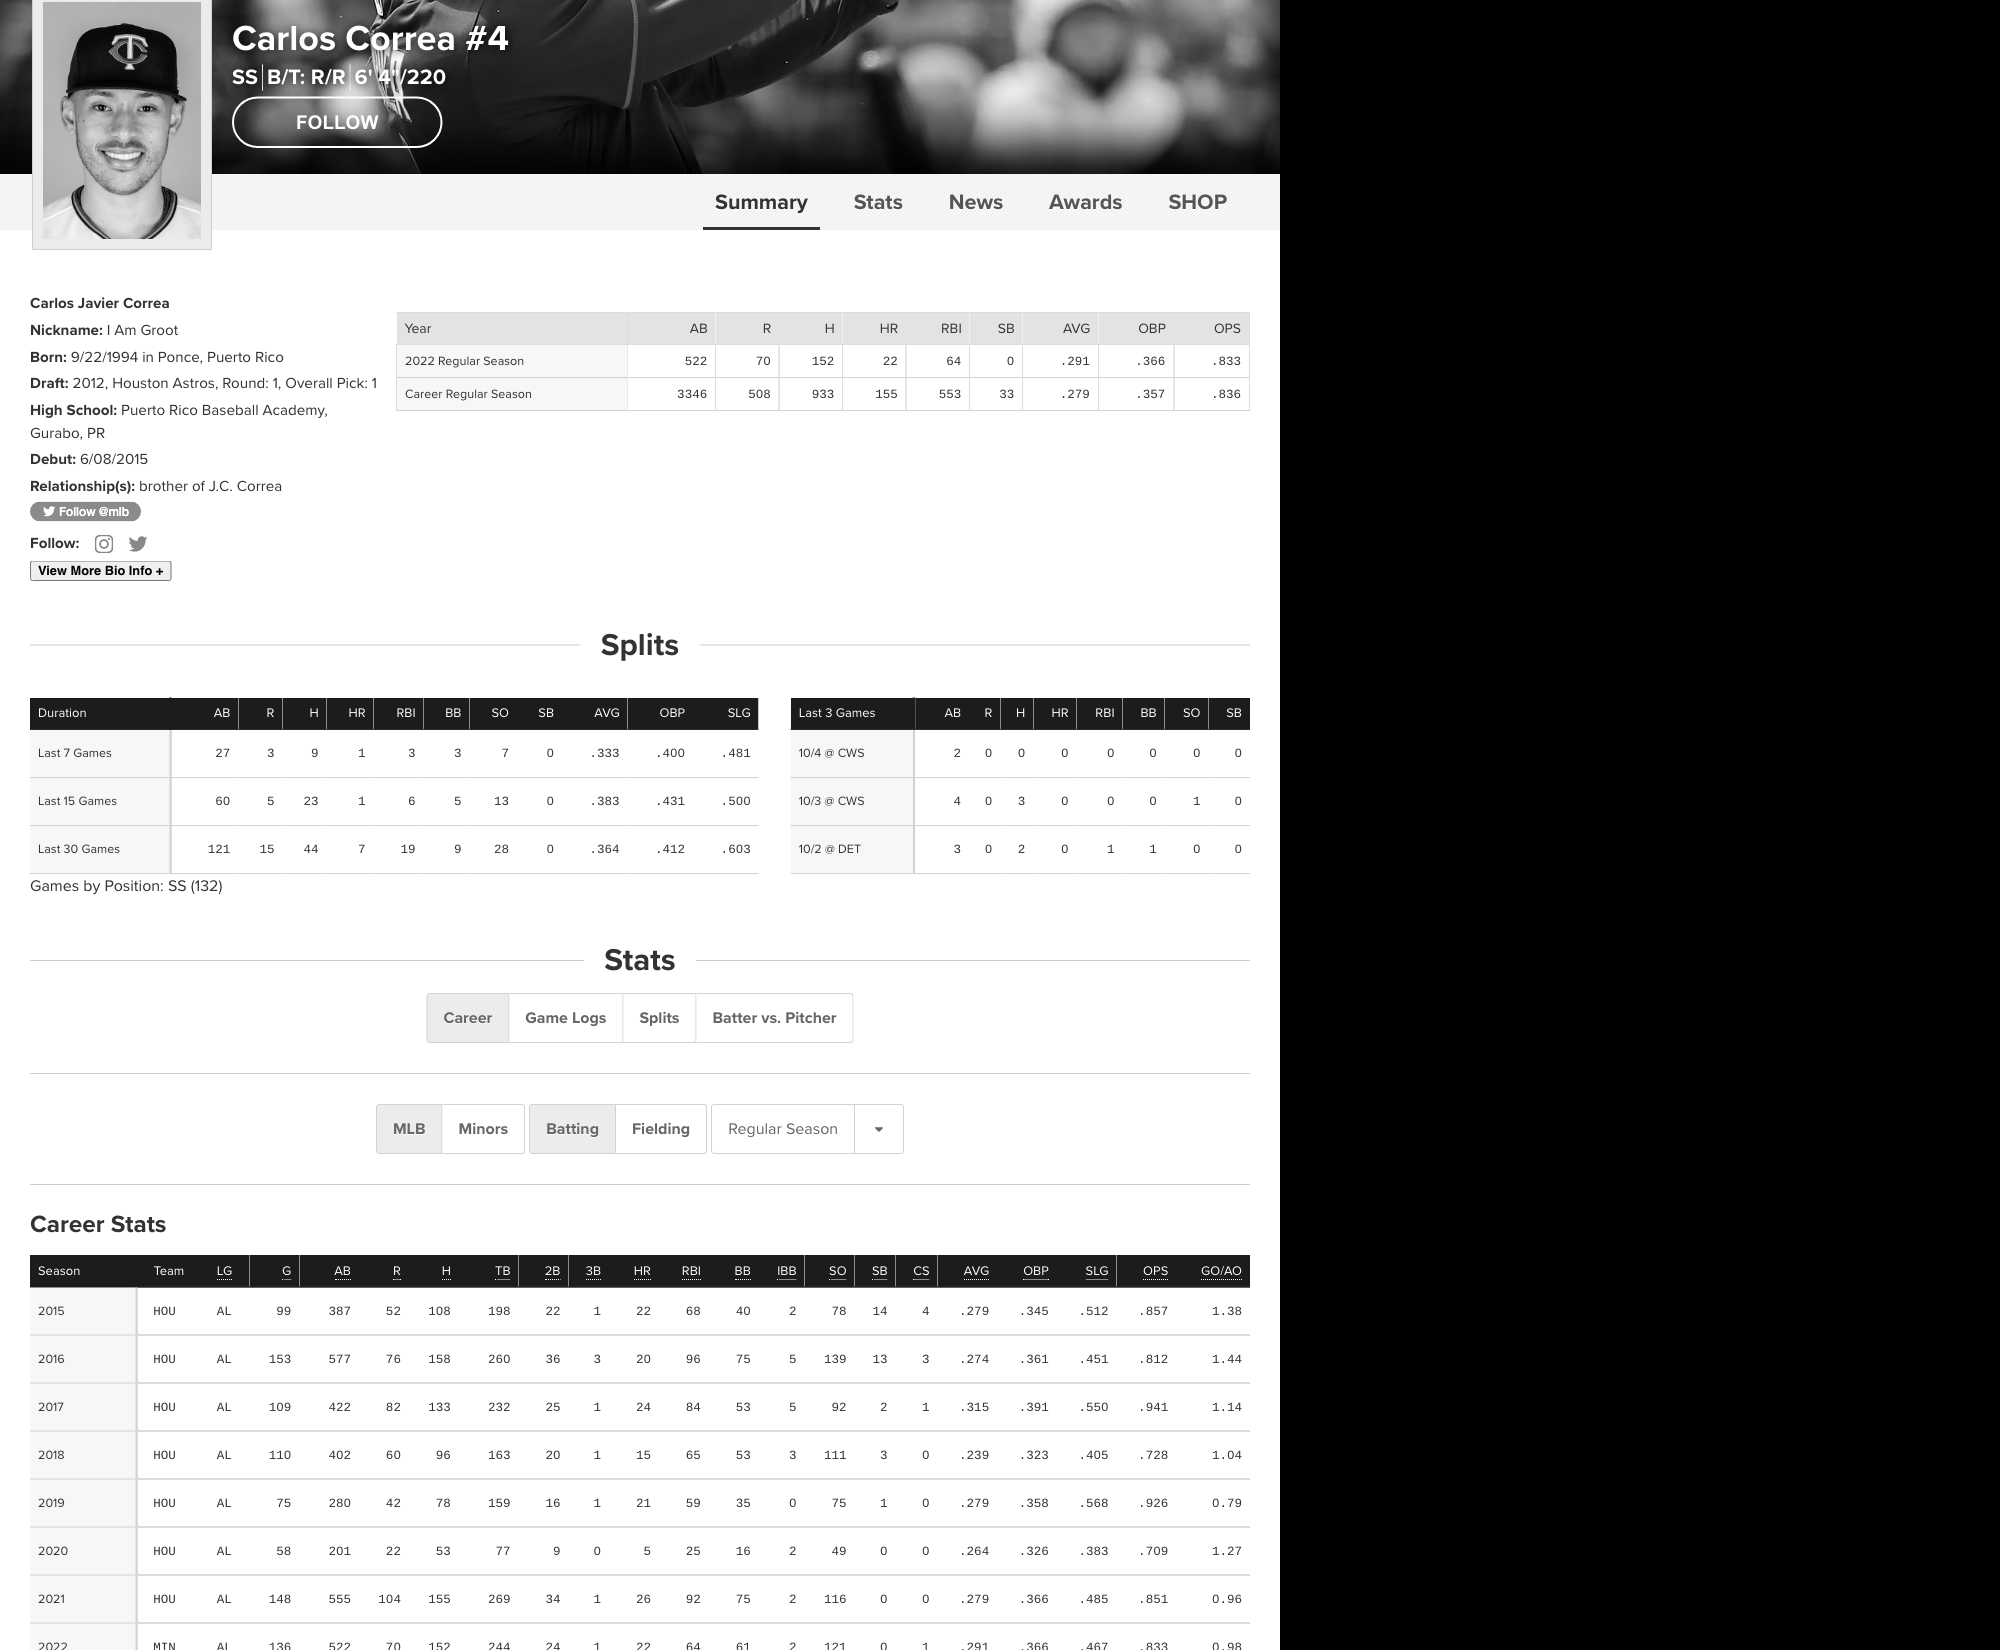 Carlos Correa #4
SS B/T: R/R 6' 4"/220
FOLLOW
Summary Stats News Awards SHOP
Carlos Javier Correa
Nickname: I Am Groot
Born: 9/22/1994 in Ponce, Puerto Rico
Draft: 2012, Houston Astros, Round: 1, Overall Pick: 1
High School: Puerto Rico Baseball Academy,
Gurabo, PR
Debut: 6/08/2015
Relationship(s): brother of J.C. Correa
Follow @mlb
Follow:
View More Bio Info +
Year AB R H HR RBI SB AVG OBP OPS
2022 Regular Season 522 70 152 22 64 0 .291 .366 .833
Career Regular Season 3346 508 933 155 553 33 .279 .357 .836
Splits
Duration AB R H HR RBI BB SO SB AVG OBP SLG
Last 7 Games 27 3 9 1 3 3 7 0 .333 .400 .481
Last 15 Games 60 5 23 1 6 5 13 0 .383 .431 .500
Last 30 Games 121 15 44 7 19 9 28 0 .364 .412 .603
Last 3 Games AB R H HR RBI BB SO SB
10/4 @ CWS 2 0 0 0 0 0 0 0
10/3 @ CWS 4 0 3 0 0 0 1 0
10/2 @ DET 3 0 2 0 1 1 0 0
Games by Position: SS (132)
Stats
Career Game Logs Splits Batter vs. Pitcher
MLB Minors Batting Fielding Regular Season
Career Stats
Season Team LG G AB R H TB 2B 3B HR RBI BB IBB SO SB CS AVG OBP SLG OPS GO/AO
2015 HOU AL 99 387 52 108 198 22 1 22 68 40 2 78 14 4 .279 .345 .512 .857 1.38
2016 HOU AL 153 577 76 158 260 36 3 20 96 75 5 139 13 3 .274 .361 .451 .812 1.44
2017 HOU AL 109 422 82 133 232 25 1 24 84 53 5 92 2 1 .315 .391 .550 .941 1.14
2018 HOU AL 110 402 60 96 163 20 1 15 65 53 3 111 3 0 .239 .323 .405 .728 1.04
2019 HOU AL 75 280 42 78 159 16 1 21 59 35 0 75 1 0 .279 .358 .568 .926 0.79
2020 HOU AL 58 201 22 53 77 9 0 5 25 16 2 49 0 0 .264 .326 .383 .709 1.27
2021 HOU AL 148 555 104 155 269 34 1 26 92 75 2 116 0 0 .279 .366 .485 .851 0.96
2022 MIN AL 136 522 70 152 244 24 1 22 64 61 2 121 0 1 .291 .366 .467 .833 0.98